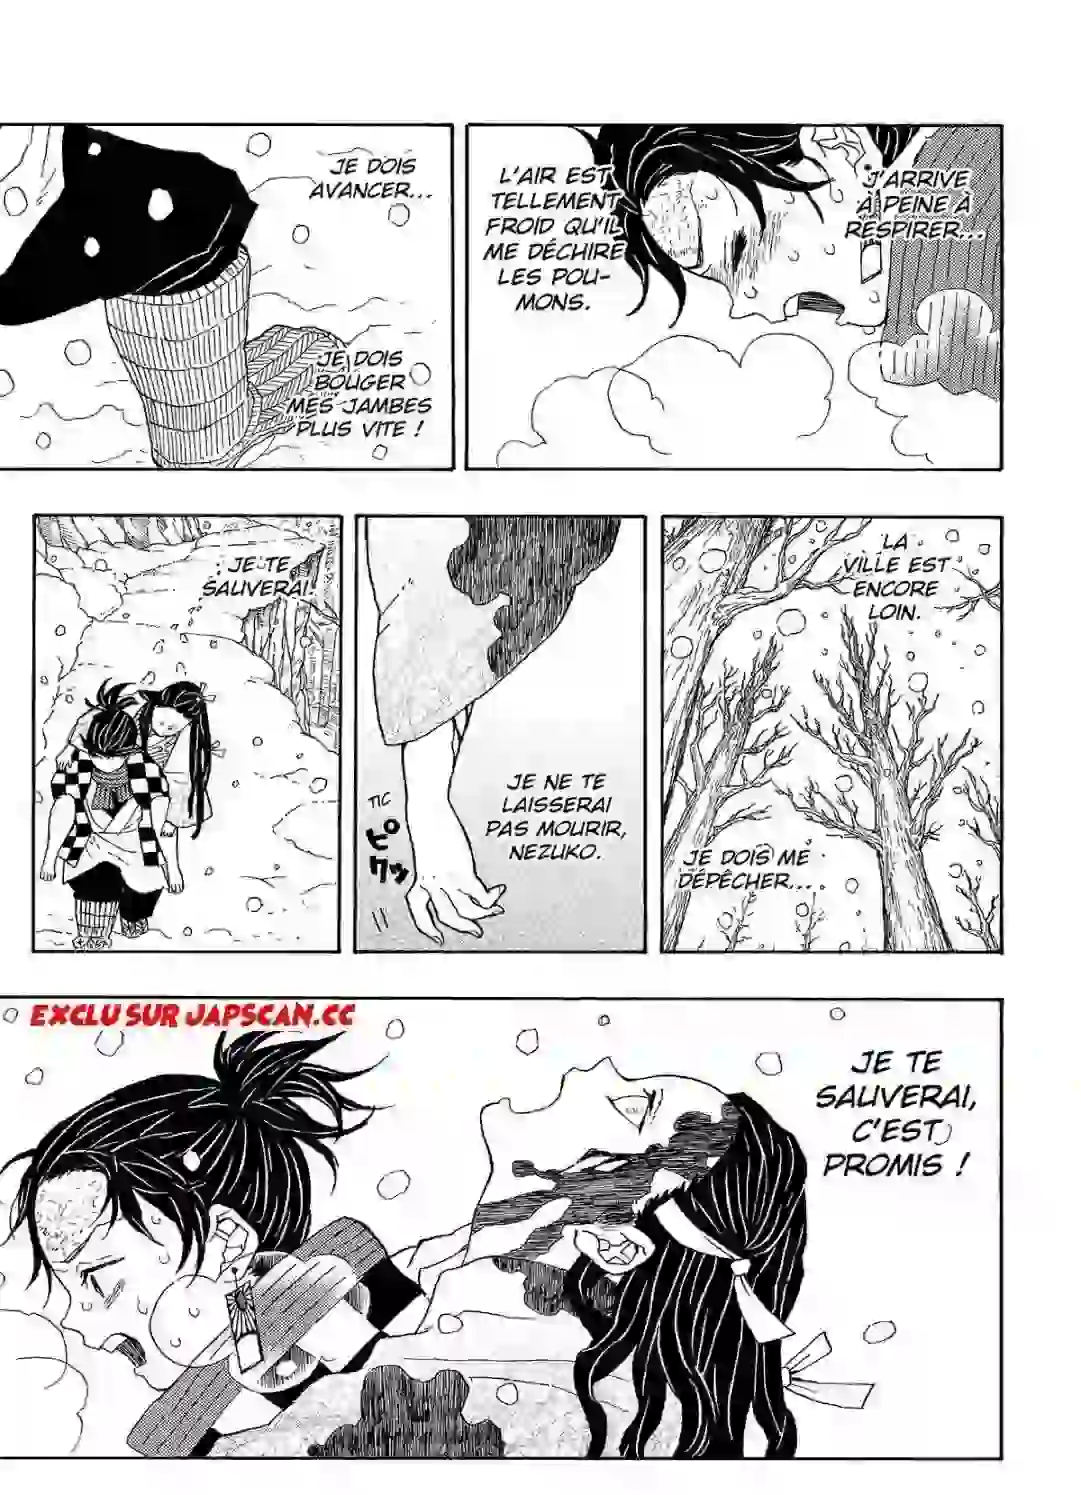 J'ARRIVE
À PEINE À
RESPIRER...
L'AIR EST
TELLEMENT
FROID QU'IL
ME DÉCHIRE
LES POU-
MONS.
JE DOIS
AVANCER...
JE DOIS
BOUGER
MES JAMBES
PLUS VITE !
LA
VILLE EST
ENCORE
LOIN.
JE DOIS ME
DÉPÊCHER...
JE NE TE
LAISSERAI
PAS MOURIR,
NEZUKO.
TIC
ピクッ
JE TE
SAUVERAI.
EXCLU SUR JAPSCAN.CC
JE TE
SAUVERAI,
C'EST
PROMIS !